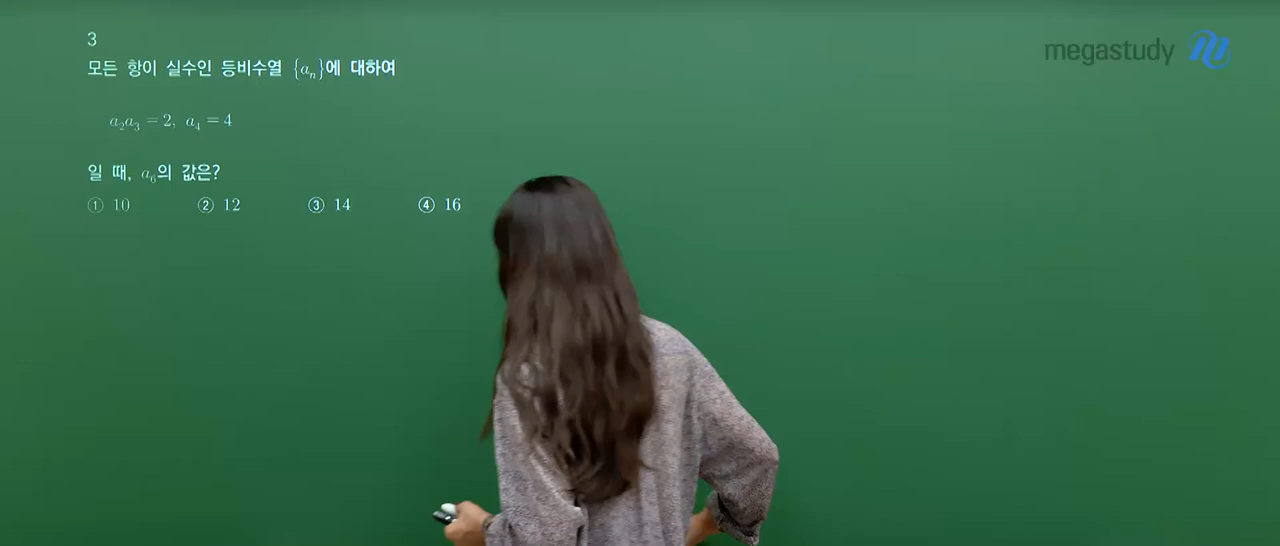 3
모든 항이 실수인 등비수열 {aₙ}에 대하여
a₂a₃ = 2, a₄ = 4
일 때, a₆의 값은?
① 10 ② 12 ③ 14 ④ 16
megastudy